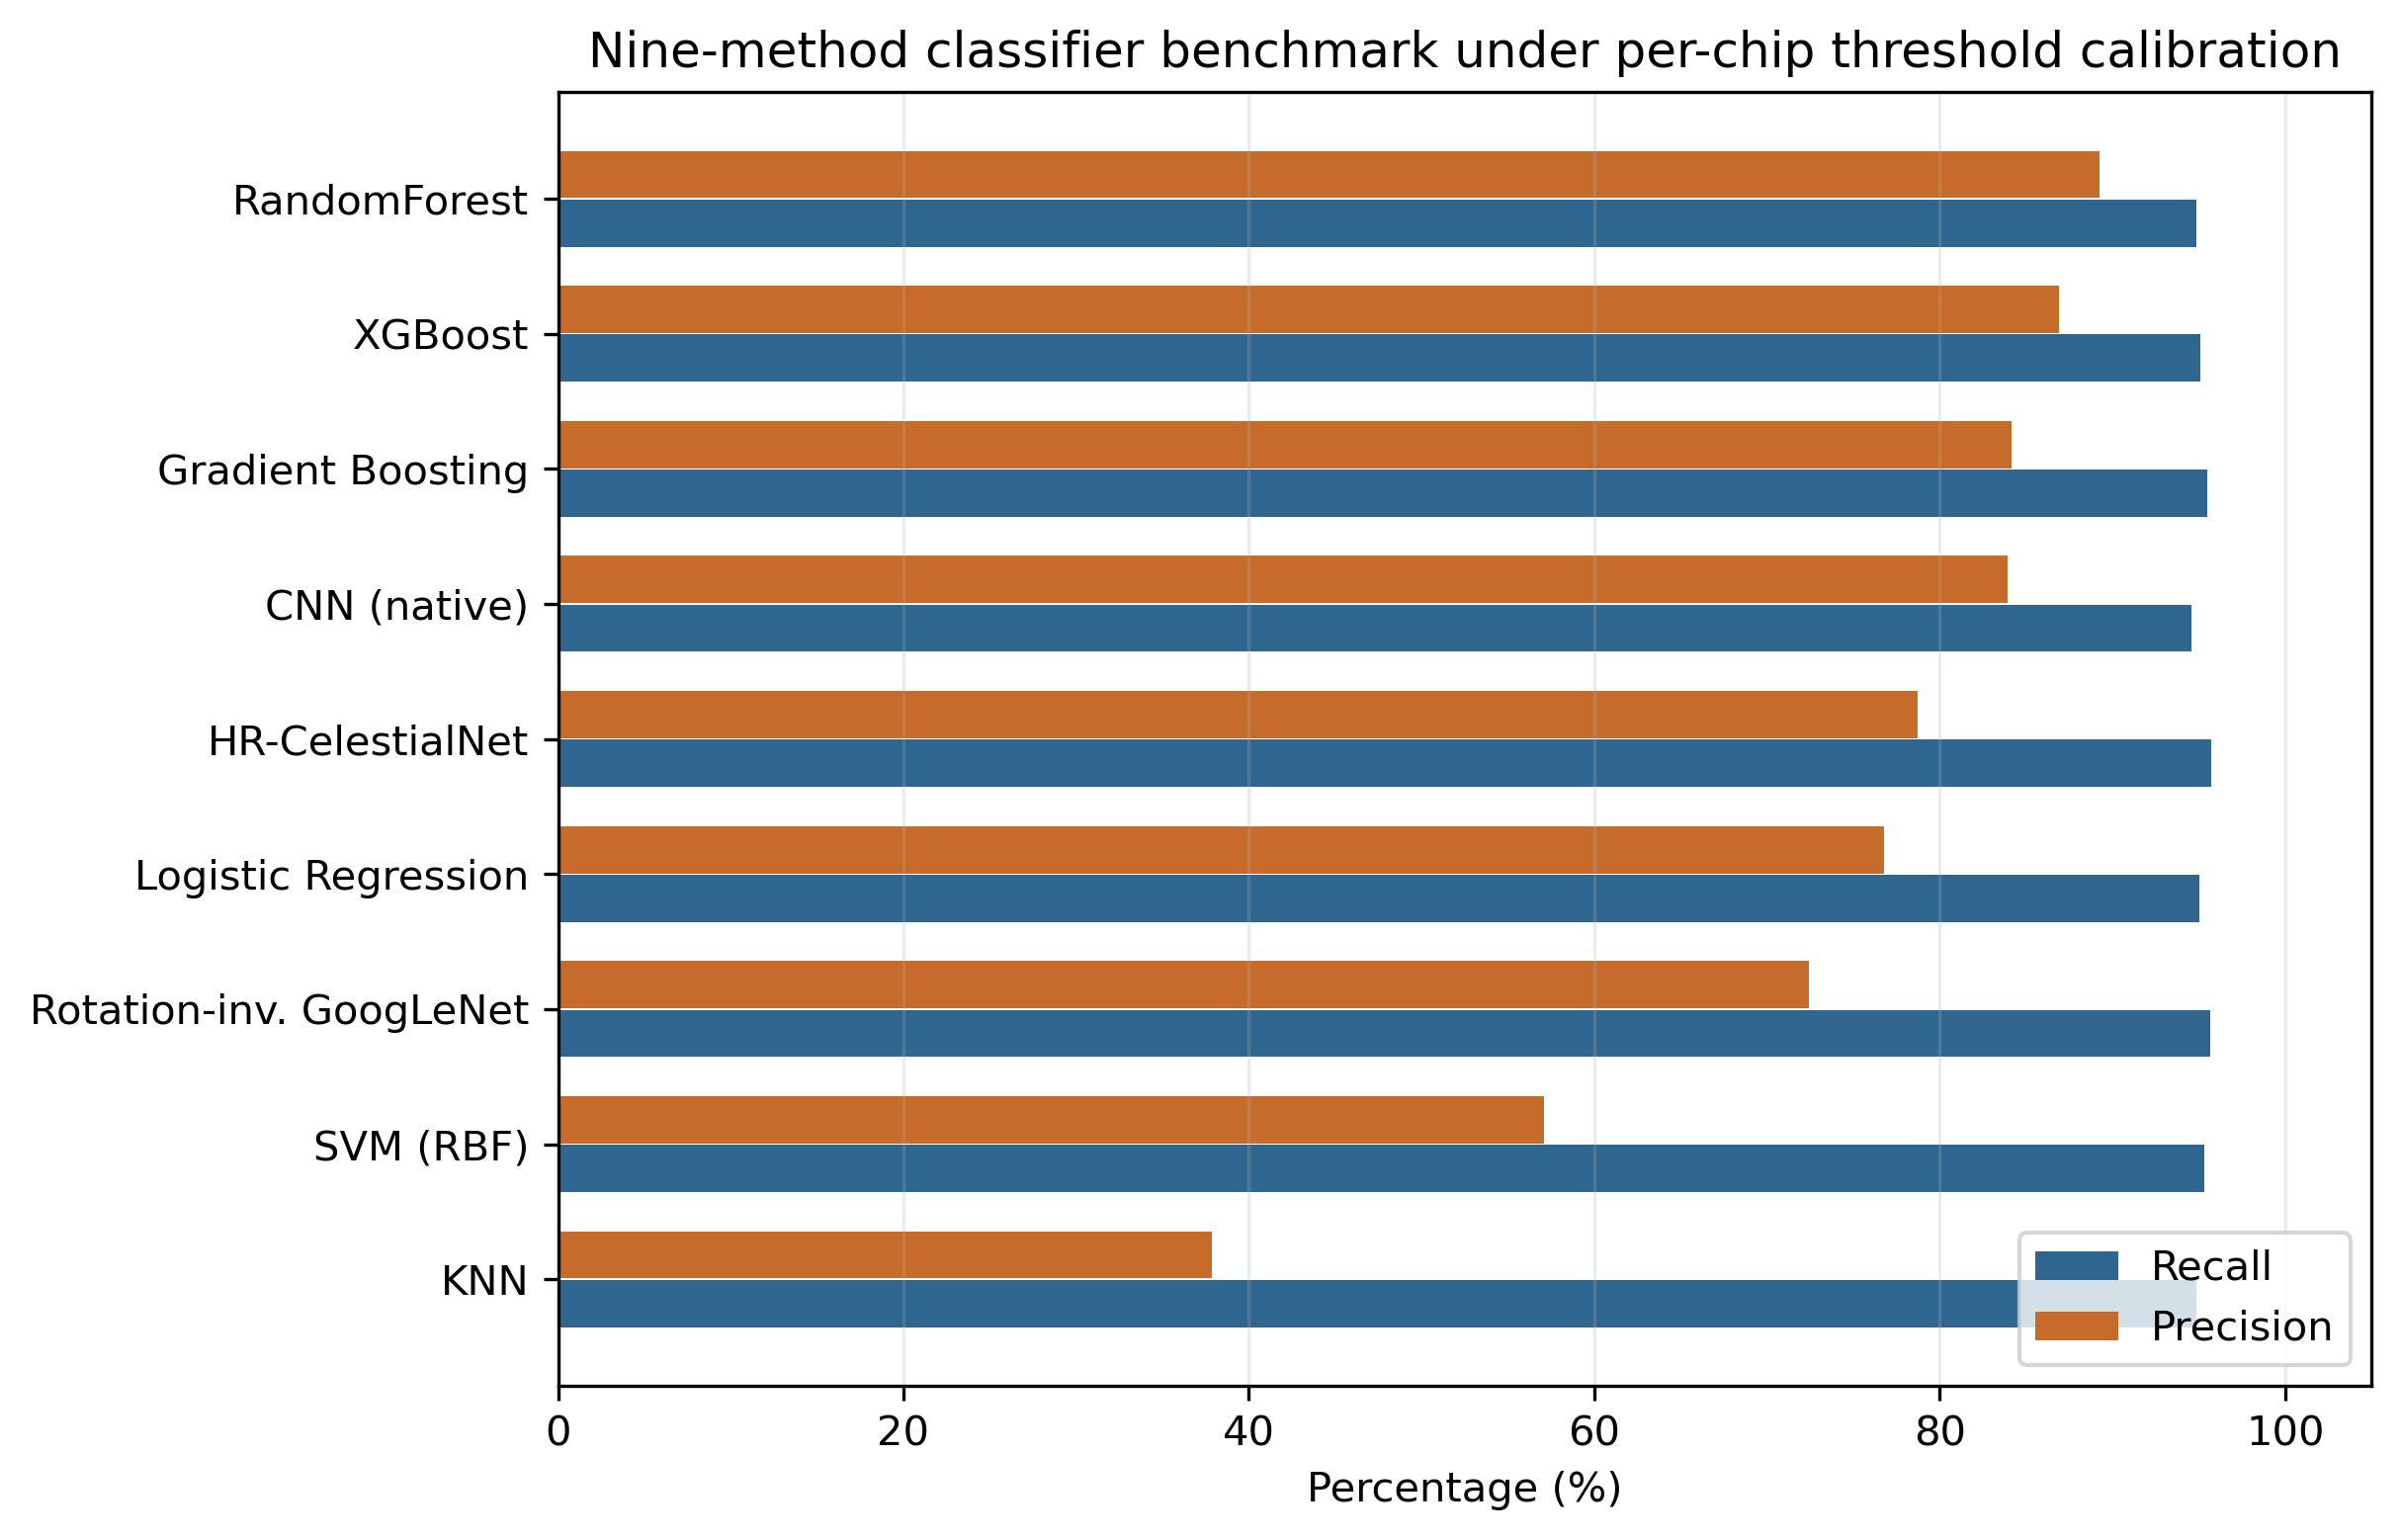 Nine-method classifier benchmark under per-chip threshold calibration
RandomForest
XGBoost
Gradient Boosting
CNN (native)
HR-CelestialNet
Logistic Regression
Rotation-inv. GoogLeNet
SVM (RBF)
KNN
Recall
Precision
0 20 40 60 80 100
Percentage (%)